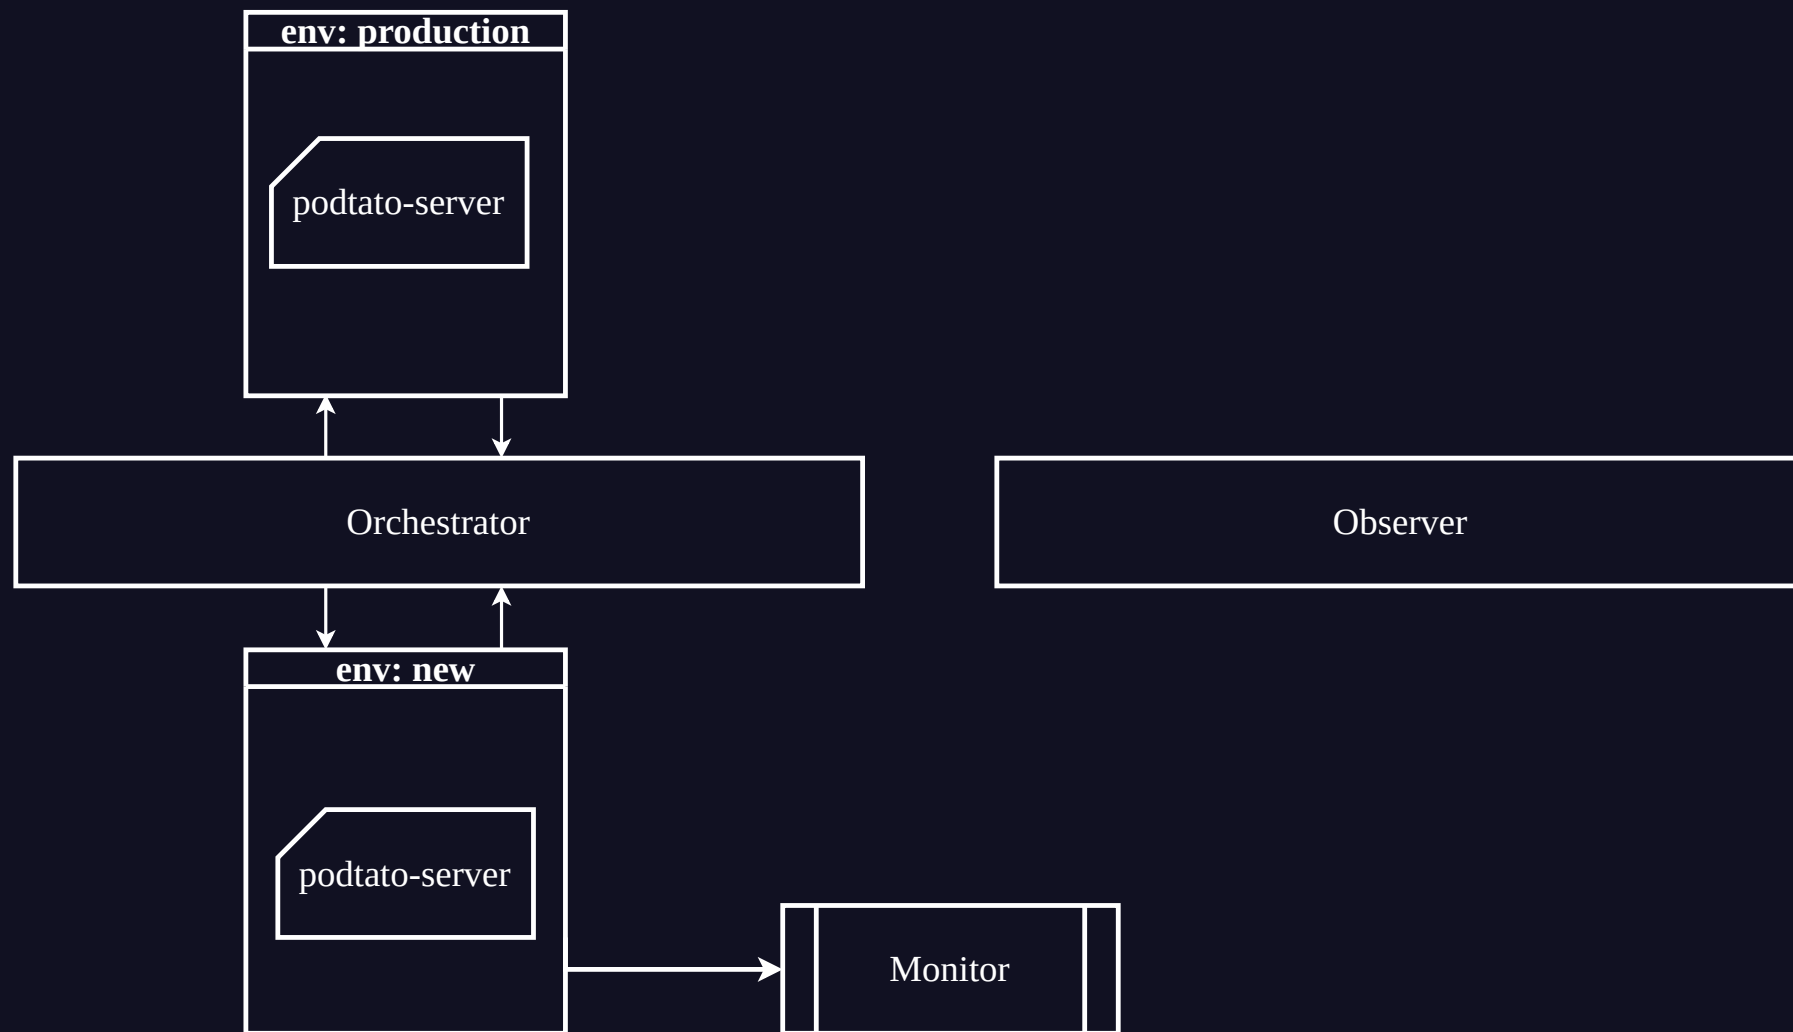 env: production
podtato-server
Orchestrator
Observer
env: new
podtato-server
Monitor